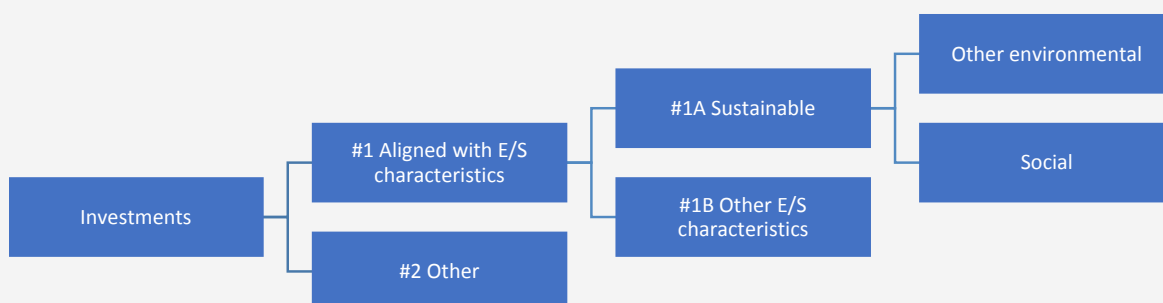 Investments
#1 Aligned with E/S
characteristics
#2 Other
#1A Sustainable
#1B Other E/S
characteristics
Other environmental
Social